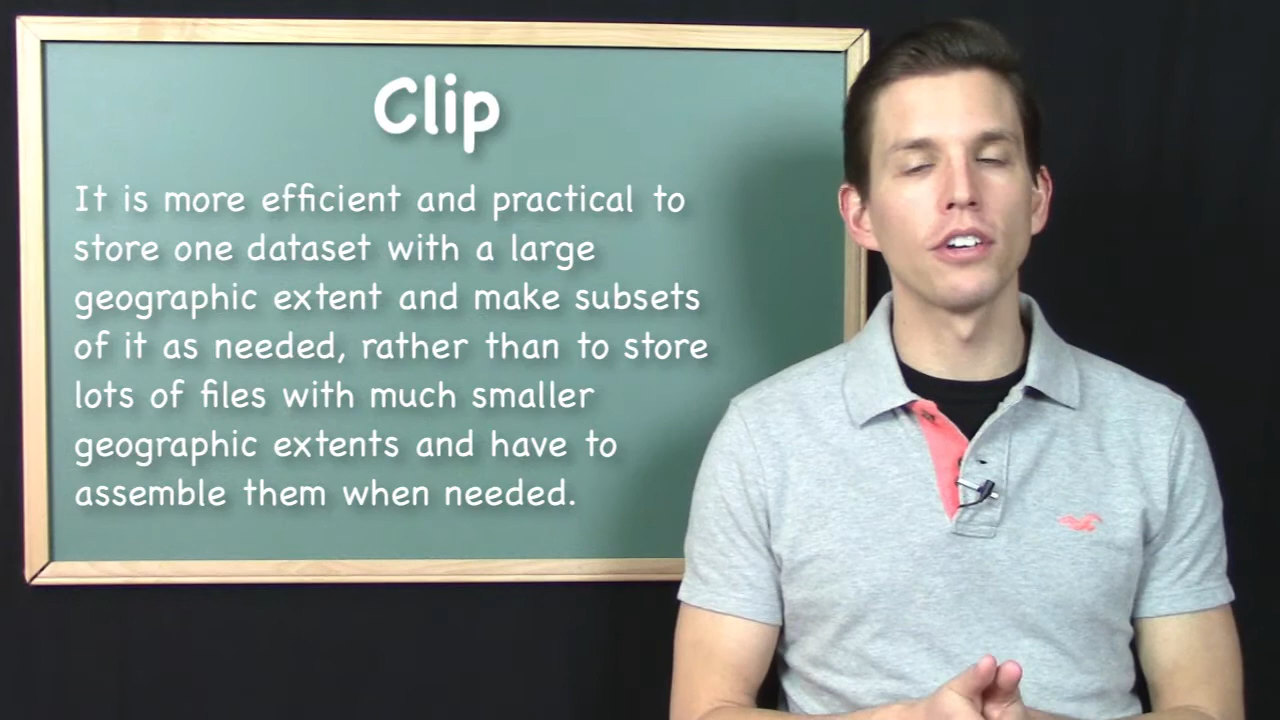 Clip
It is more efficient and practical to
store one dataset with a large
geographic extent and make subsets
of it as needed, rather than to store
lots of files with much smaller
geographic extents and have to
assemble them when needed.